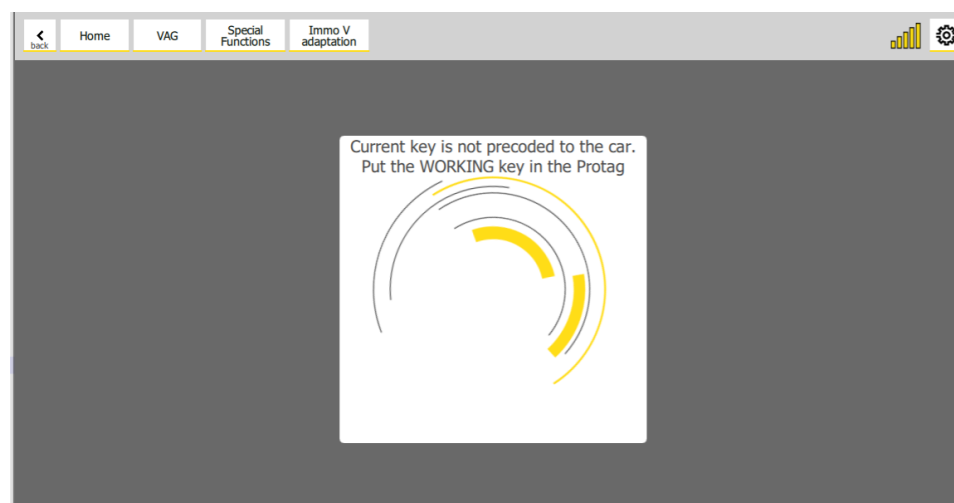 back
Home
VAG
Special
Functions
Immo V
adaptation
Current key is not precoded to the car.
Put the WORKING key in the Protag